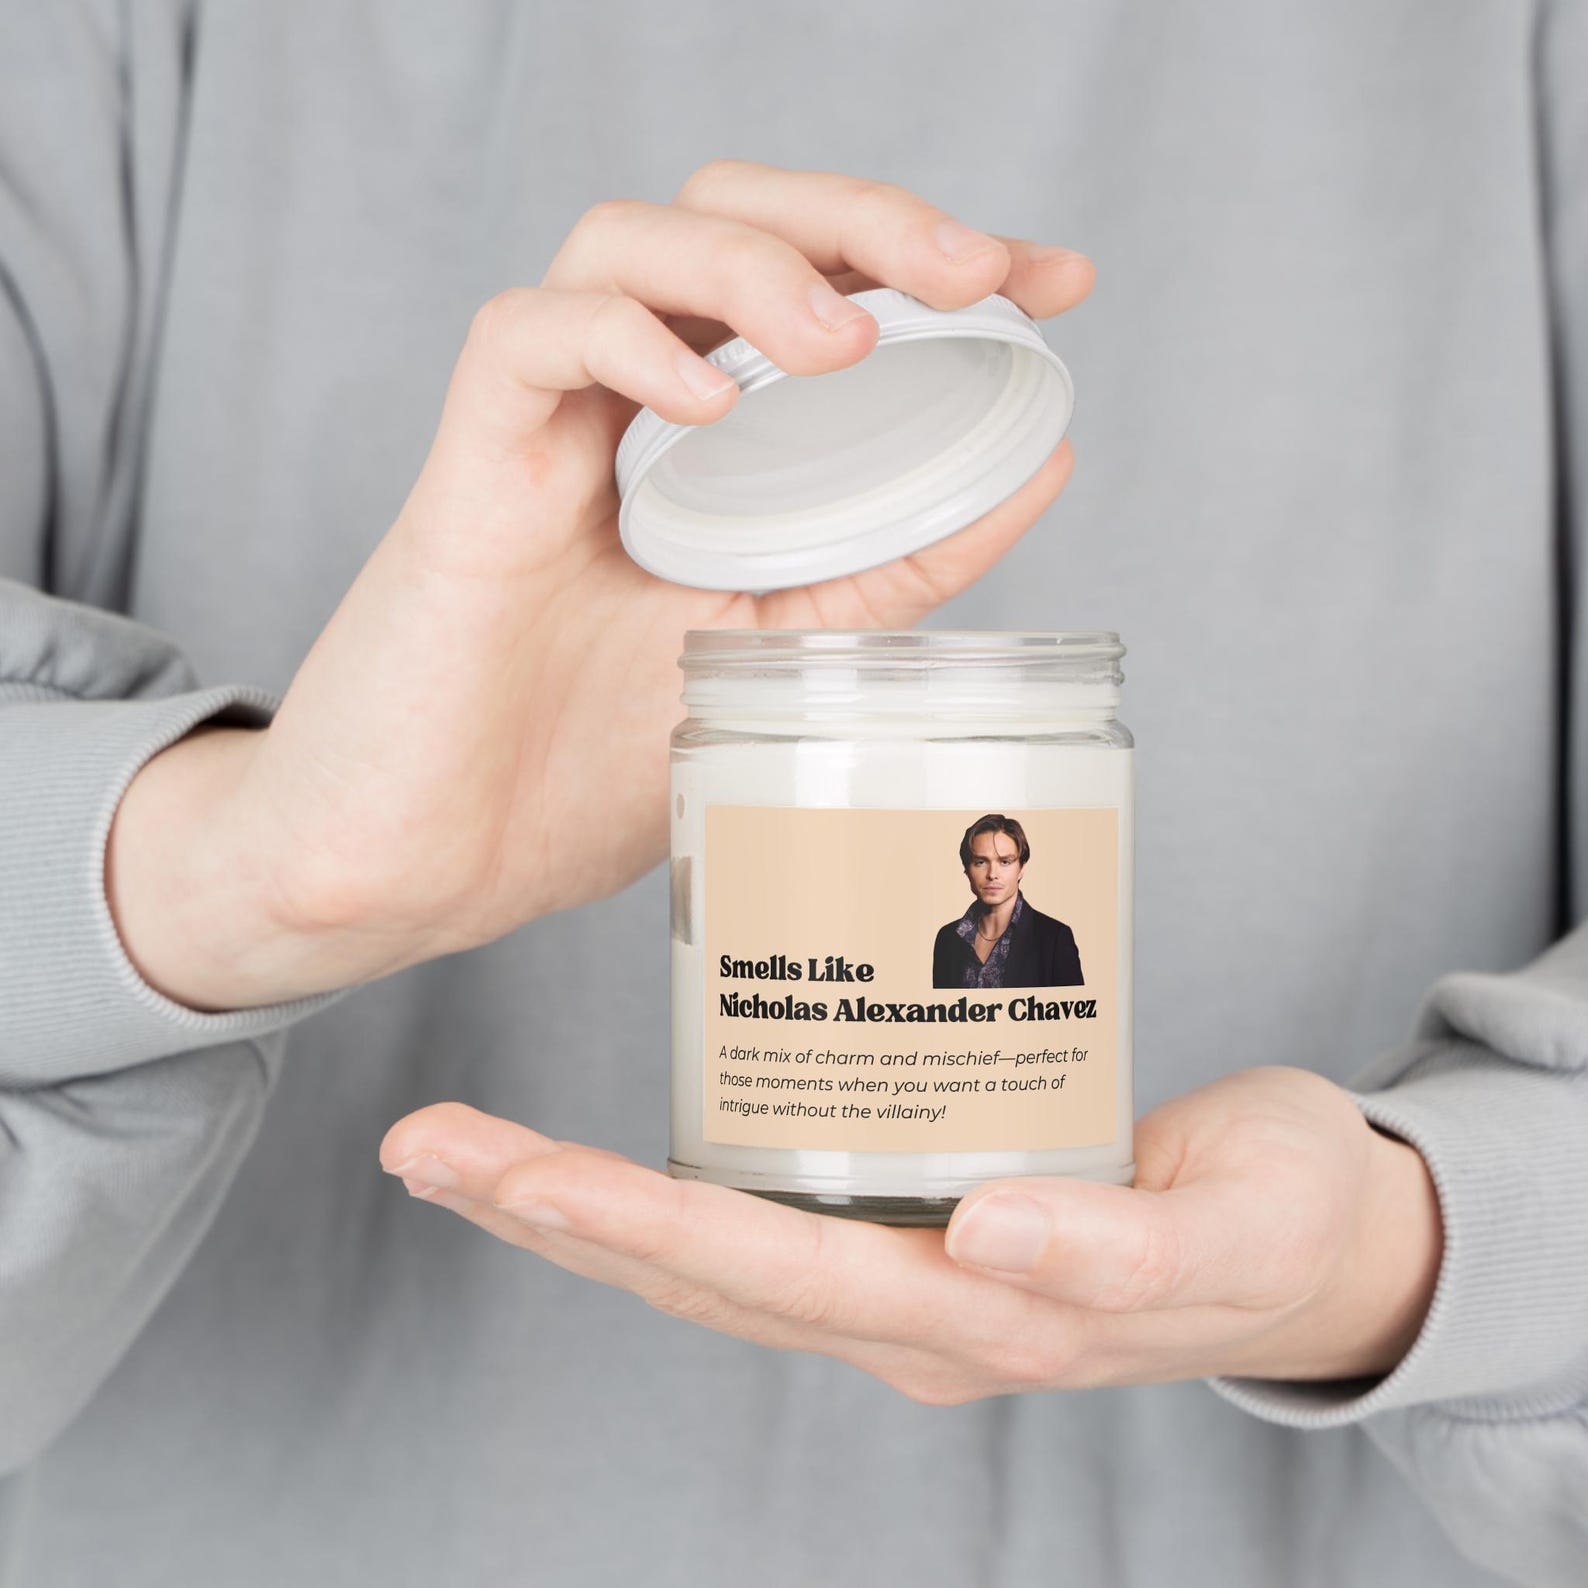 Smells Like
Nicholas Alexander Chavez
A dark mix of charm and mischief—perfect for
those moments when you want a touch of
intrigue without the villainy!